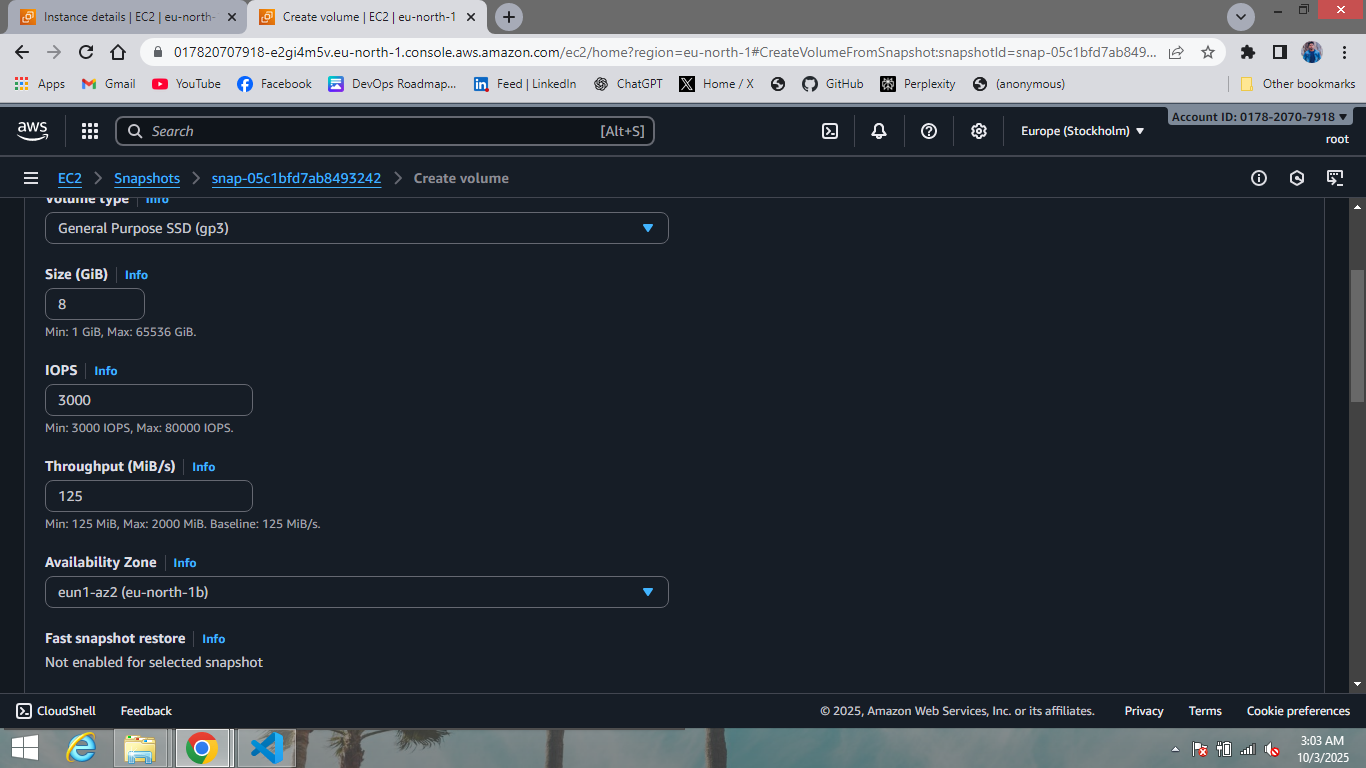 Instance details | EC2 | eu-north-
Create volume | EC2 | eu-north-1
017820707918-e2gi4m5v.eu-north-1.console.aws.amazon.com/ec2/home?region=eu-north-1#CreateVolumeFromSnapshot:snapshotId=snap-05c1bfd7ab849...
Apps Gmail YouTube Facebook DevOps Roadmap... Feed | LinkedIn ChatGPT Home / X GitHub Perplexity (anonymous) Other bookmarks
aws Search [Alt+S] Europe (Stockholm) Account ID: 0178-2070-7918
root
EC2 Snapshots snap-05c1bfd7ab8493242 Create volume
Volume type Info
General Purpose SSD (gp3)
Size (GiB) Info
8
Min: 1 GiB, Max: 65536 GiB.
IOPS Info
3000
Min: 3000 IOPS, Max: 80000 IOPS.
Throughput (MiB/s) Info
125
Min: 125 MiB, Max: 2000 MiB. Baseline: 125 MiB/s.
Availability Zone Info
eun1-az2 (eu-north-1b)
Fast snapshot restore Info
Not enabled for selected snapshot
CloudShell Feedback © 2025, Amazon Web Services, Inc. or its affiliates. Privacy Terms Cookie preferences
3:03 AM
10/3/2025